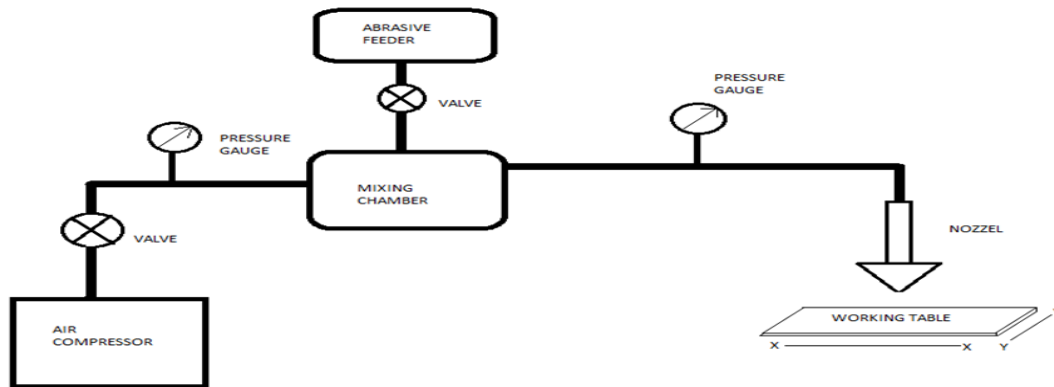 ABRASIVE
FEEDER
VALVE
PRESSURE
GAUGE
PRESSURE
GAUGE
MIXING
CHAMBER
VALVE
NOZZEL
AIR
COMPRESSOR
WORKING TABLE
X
X
Y